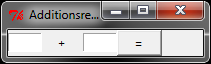 Additionsre...
+ =